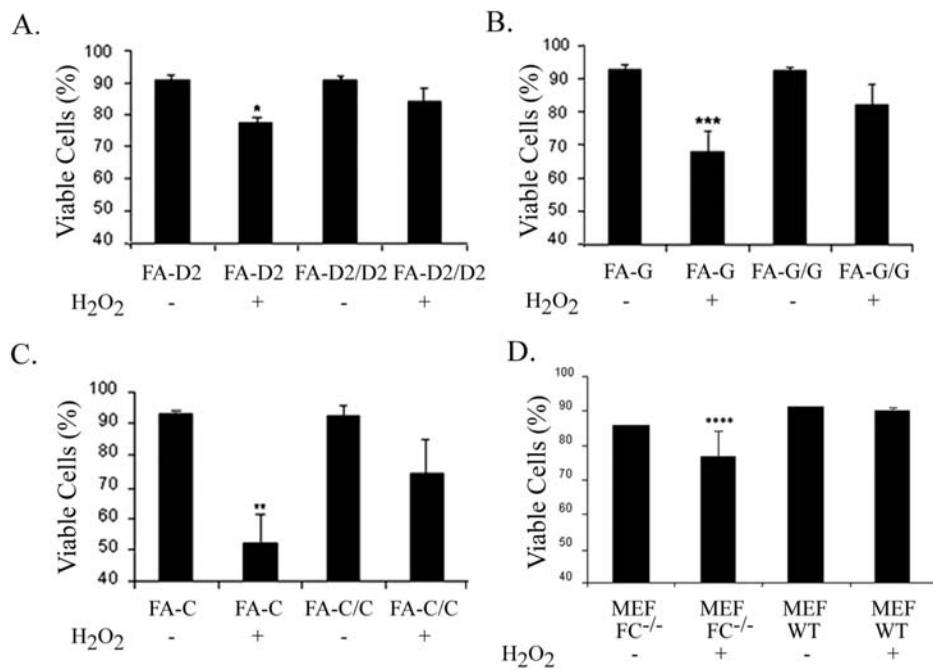 A.
Viable Cells (%)
100
90
80
70
60
50
40
*
FA-D2 FA-D2 FA-D2/D2 FA-D2/D2
H2O2 - + - +
B.
Viable Cells (%)
100
90
80
70
60
50
40
***
FA-G FA-G FA-G/G FA-G/G
H2O2 - + - +
C.
Viable Cells (%)
100
90
80
70
60
50
40
**
FA-C FA-C FA-C/C FA-C/C
H2O2 - + - +
D.
Viable Cells (%)
100
90
80
70
60
50
40
****
MEF MEF MEF MEF
FC-/- FC-/- WT WT
H2O2 - + - +